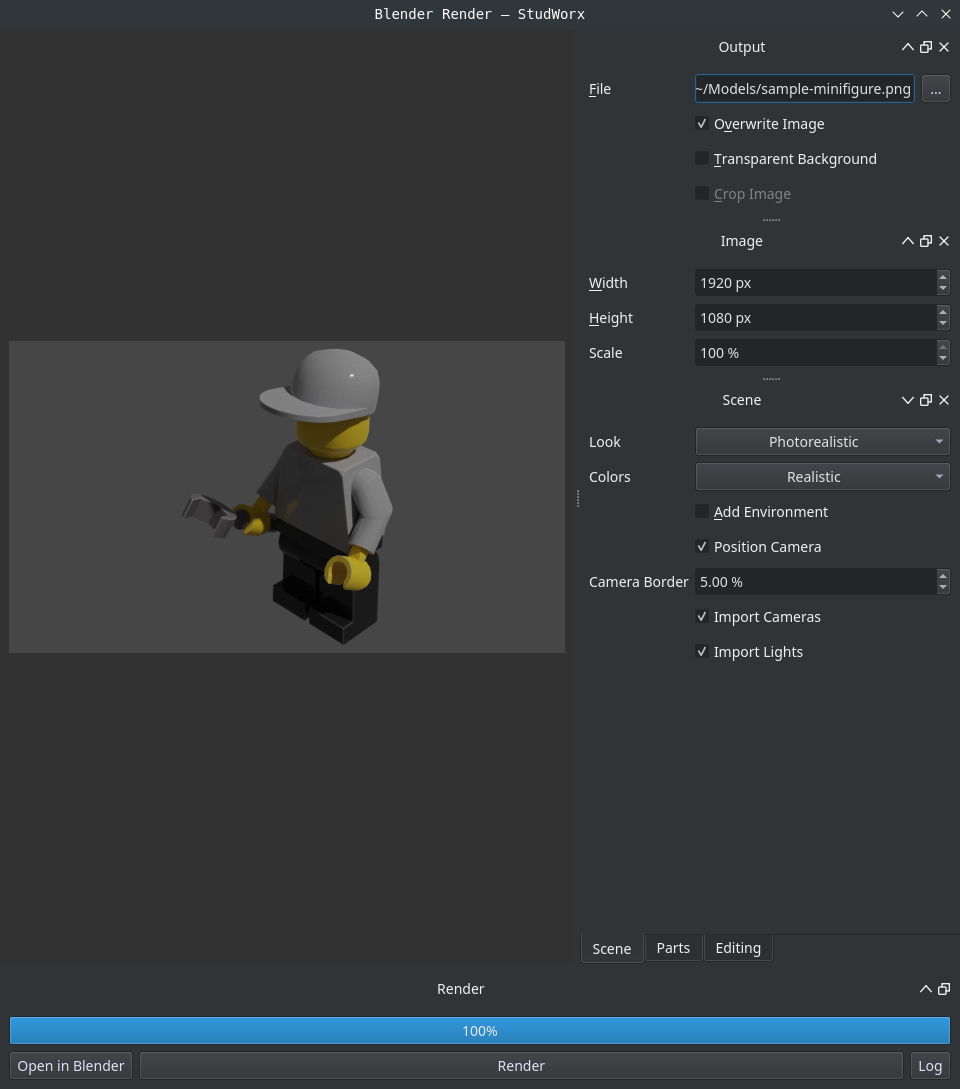 Blender Render — StudWorx
Output
File
~/Models/sample-minifigure.png
...
Overwrite Image
Transparent Background
Crop Image
Image
Width
1920 px
Height
1080 px
Scale
100 %
Scene
Look
Photorealistic
Colors
Realistic
Add Environment
Position Camera
Camera Border
5.00 %
Import Cameras
Import Lights
Scene
Parts
Editing
Render
100%
Open in Blender
Render
Log